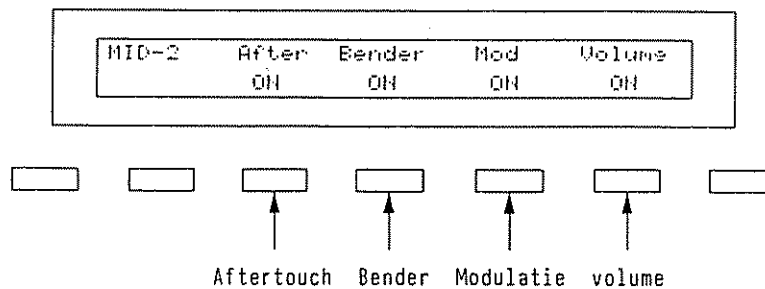 MID-2 After Bender Mod Volume
ON ON ON ON
Aftertouch Bender Modulatie volume